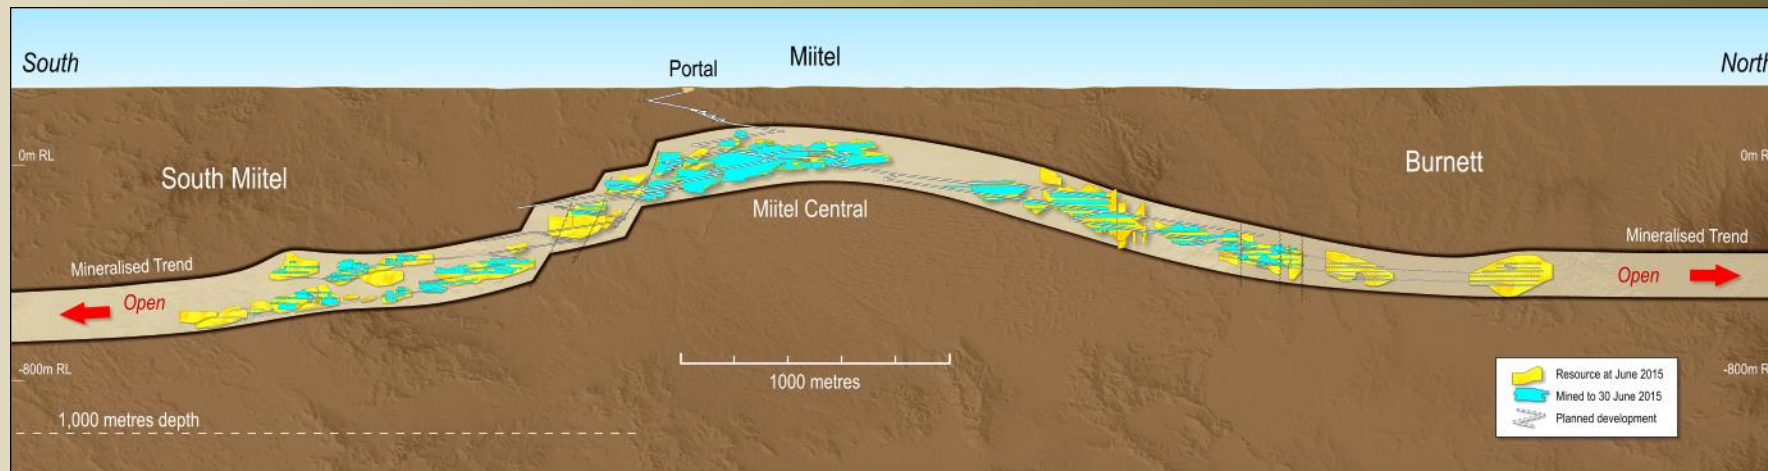 Miitel
South
Portal
North
0m RL
0m R
South Miitel
Burnett
Miitel Central
Mineralised Trend
Mineralised Trend
Open
Open
-800m RL
-800m R
1000 metres
1,000 metres depth
Resource at June 2015
Mined to 30 June 2015
Planned development